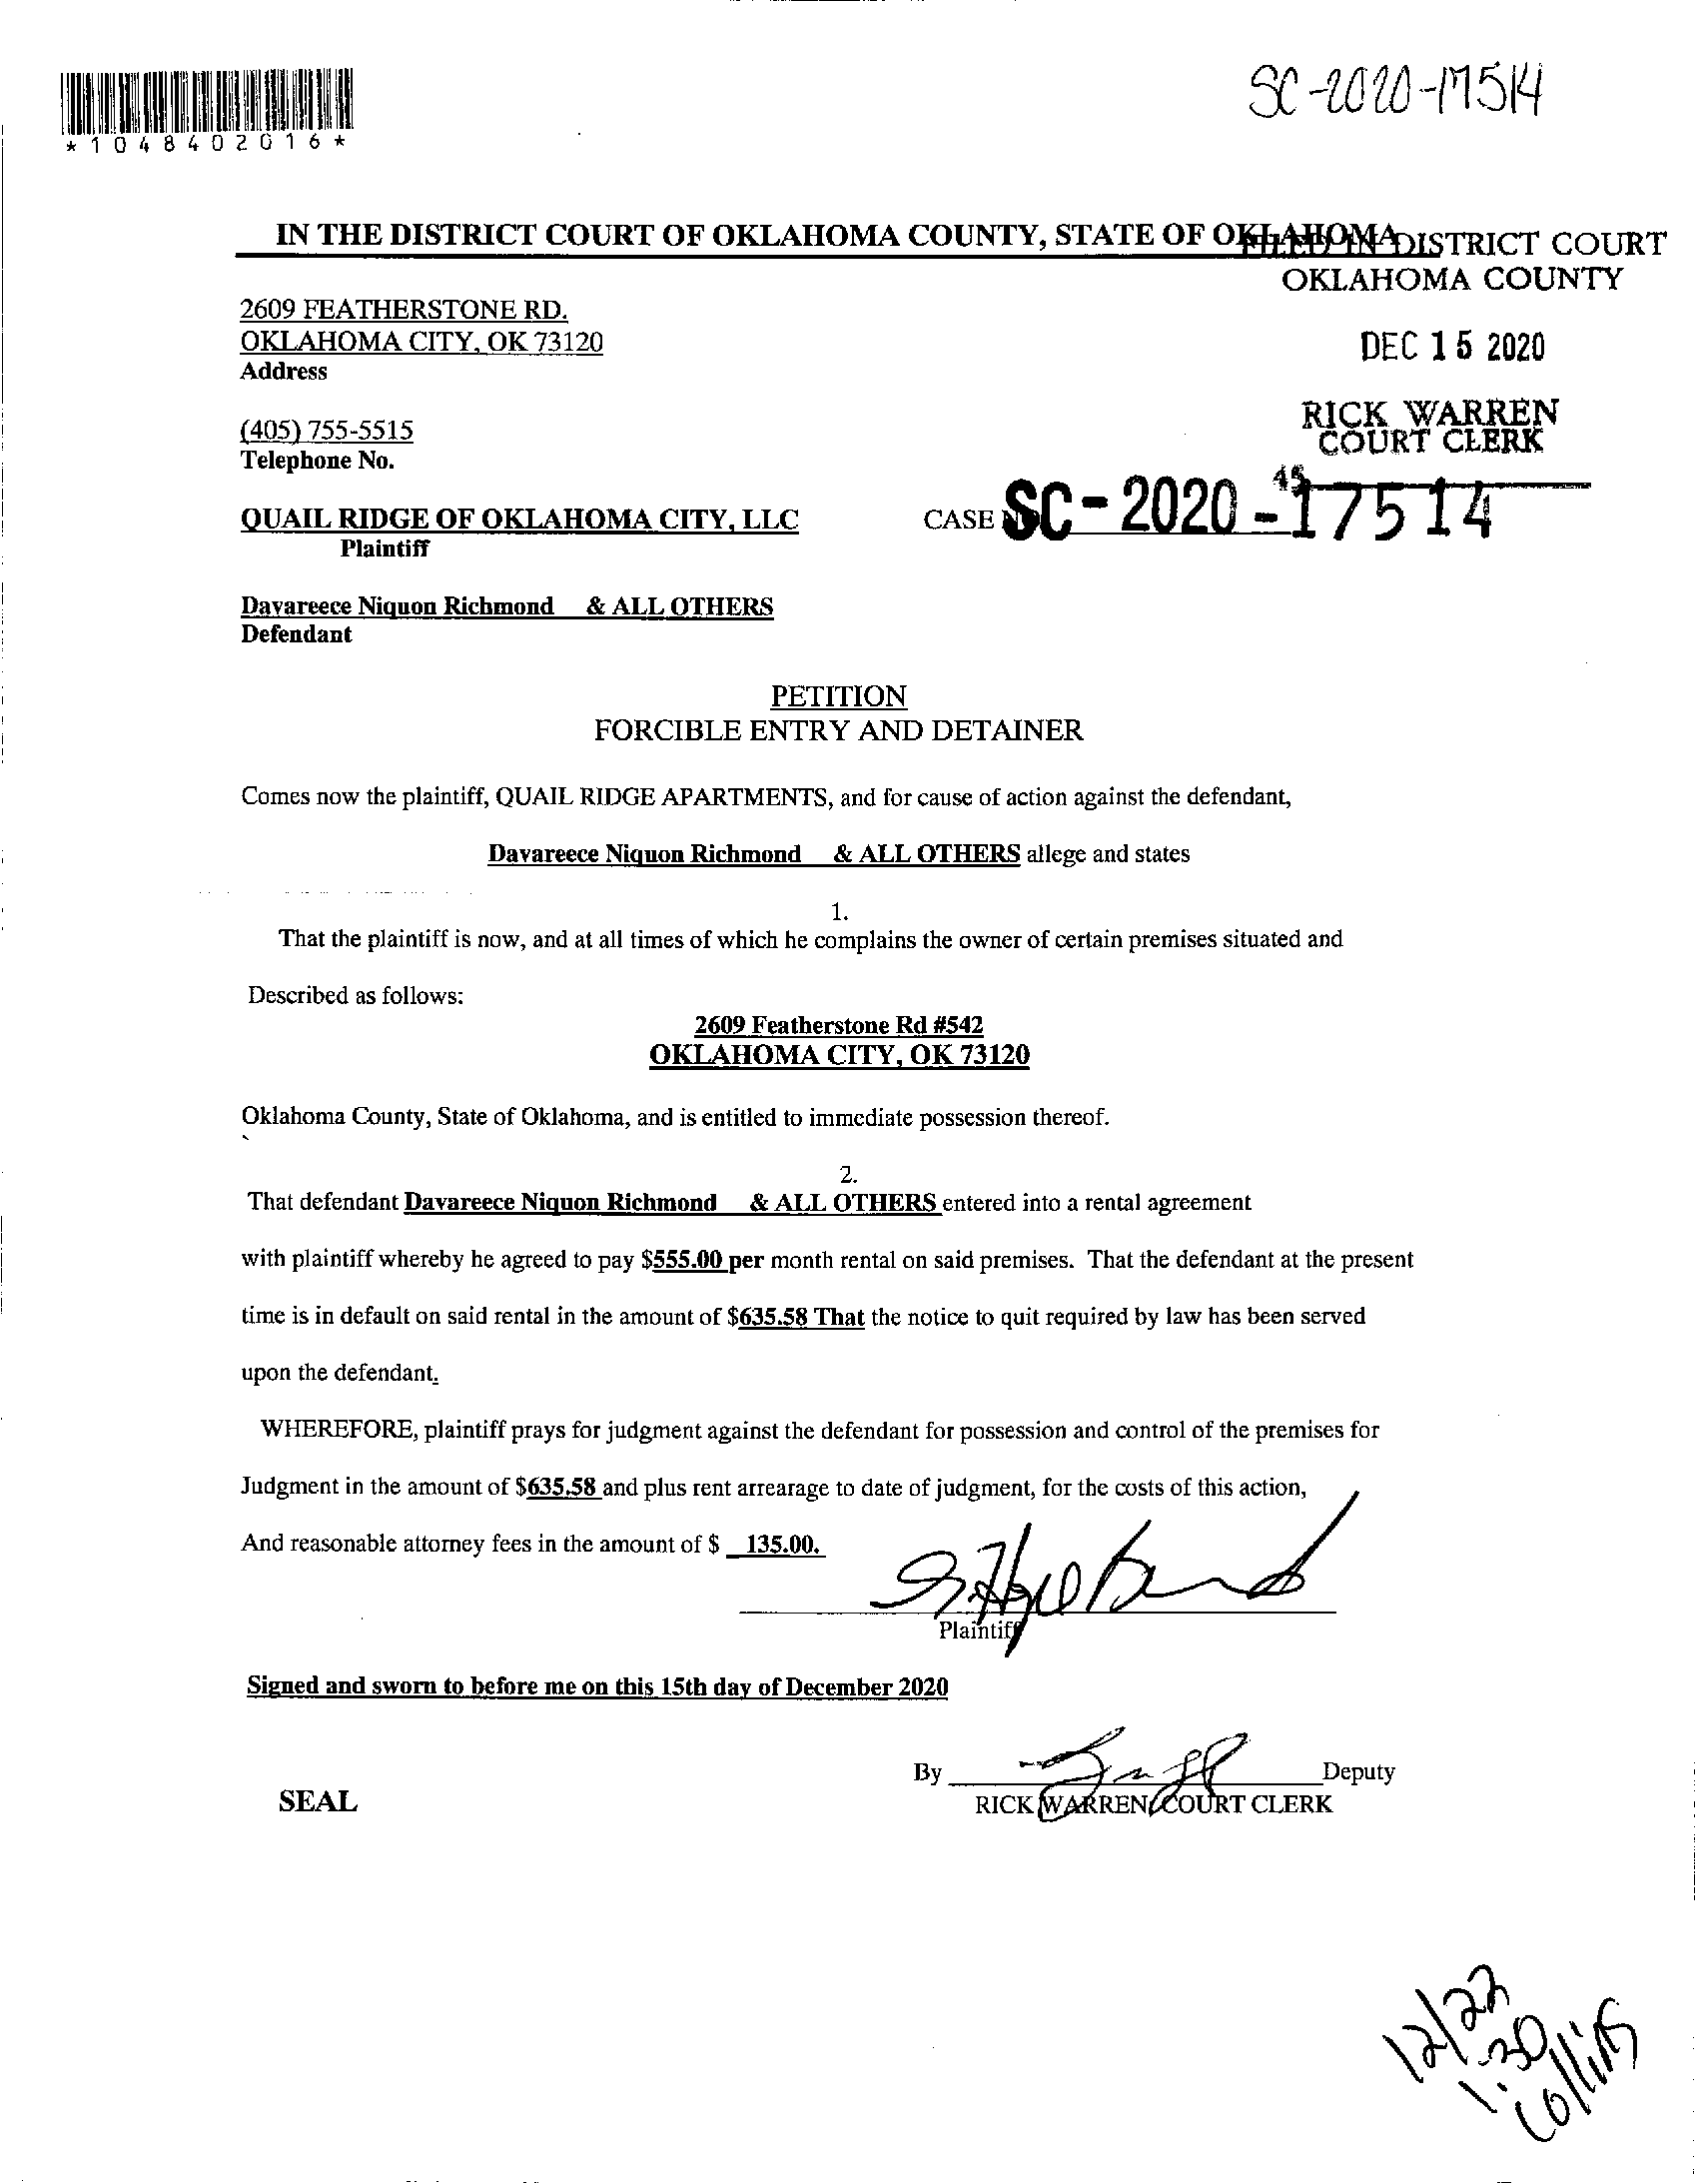 *1048402016*
SC-2020-17514
IN THE DISTRICT COURT OF OKLAHOMA COUNTY, STATE OF OKLAHOMA
FILED IN DISTRICT COURT
OKLAHOMA COUNTY
2609 FEATHERSTONE RD.
OKLAHOMA CITY, OK 73120
Address
DEC 15 2020
(405) 755-5515
Telephone No.
RICK WARREN
COURT CLERK
45
QUAIL RIDGE OF OKLAHOMA CITY, LLC
Plaintiff
CASE SC-2020-17514
Davareece Niquon Richmond & ALL OTHERS
Defendant
PETITION
FORCIBLE ENTRY AND DETAINER
Comes now the plaintiff, QUAIL RIDGE APARTMENTS, and for cause of action against the defendant,
Davareece Niquon Richmond & ALL OTHERS allege and states
1.
That the plaintiff is now, and at all times of which he complains the owner of certain premises situated and
Described as follows:
2609 Featherstone Rd #542
OKLAHOMA CITY, OK 73120
Oklahoma County, State of Oklahoma, and is entitled to immediate possession thereof.
2.
That defendant Davareece Niquon Richmond & ALL OTHERS entered into a rental agreement
with plaintiff whereby he agreed to pay $555.00 per month rental on said premises. That the defendant at the present
time is in default on said rental in the amount of $635.58 That the notice to quit required by law has been served
upon the defendant.
WHEREFORE, plaintiff prays for judgment against the defendant for possession and control of the premises for
Judgment in the amount of $635.58 and plus rent arrearage to date of judgment, for the costs of this action,
And reasonable attorney fees in the amount of $ 135.00.
Plaintiff
Signed and sworn to before me on this 15th day of December 2020
By Deputy
RICK WARREN, COURT CLERK
SEAL
12/22
1:30
Collins